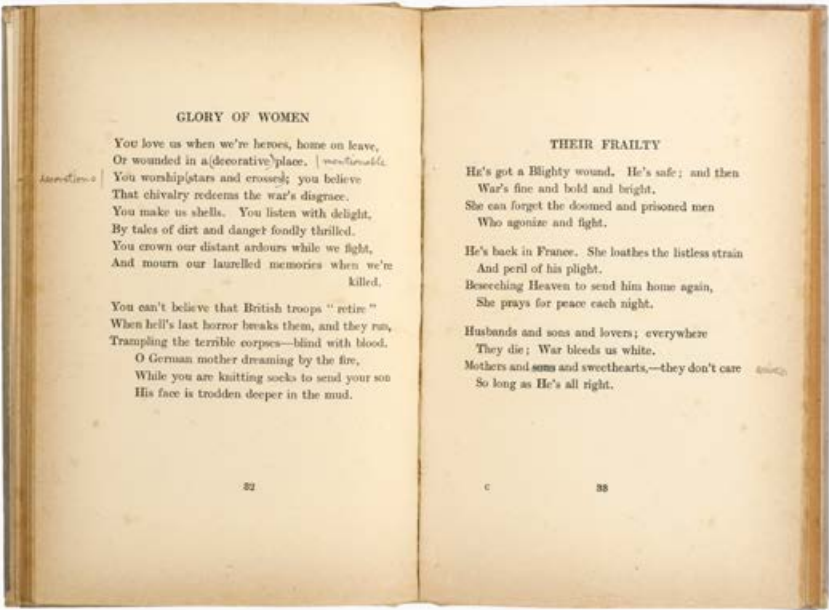 GLORY OF WOMEN
You love us when we're heroes, home on leave,
Or wounded in a (decorative) place. | mentionable
decorations | You worship (stars and crosses); you believe
That chivalry redeems the war's disgrace.
You make us shells. You listen with delight,
By tales of dirt and danger fondly thrilled.
You crown our distant ardours while we fight,
And mourn our laurelled memories when we're
killed.
You can't believe that British troops “ retire ”
When hell's last horror breaks them, and they run,
Trampling the terrible corpses—blind with blood.
O German mother dreaming by the fire,
While you are knitting socks to send your son
His face is trodden deeper in the mud.
32
THEIR FRAILTY
HE's got a Blighty wound. He's safe; and then
War's fine and bold and bright.
She can forget the doomed and prisoned men
Who agonize and fight.
He's back in France. She loathes the listless strain
And peril of his plight.
Beseeching Heaven to send him home again,
She prays for peace each night.
Husbands and sons and lovers; everywhere
They die; War bleeds us white.
Mothers and sons and sweethearts,—they don't care
So long as He's all right.
C 33